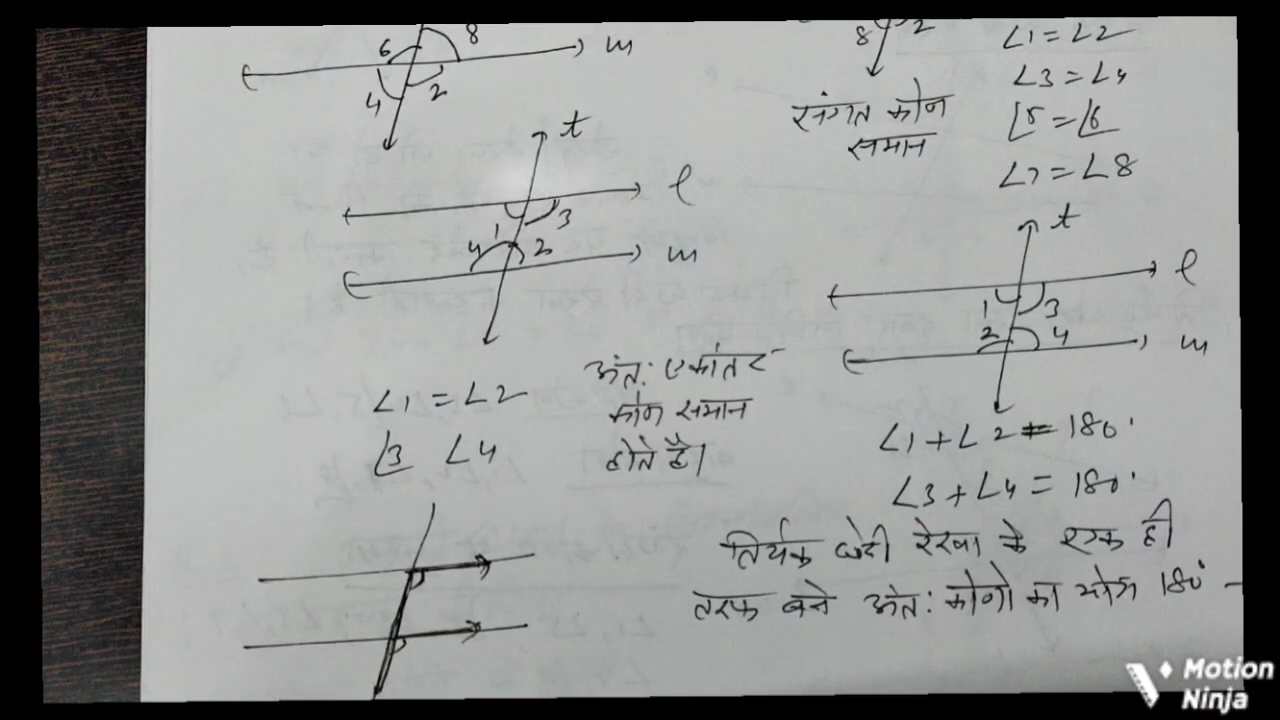 6 8 m
4 2
8 2
∠1 = ∠2
∠3 = ∠4
∠5 = ∠6
∠7 = ∠8
संगत कोन
समान
t
l
1 3
4 2
m
∠1 = ∠2
∠3 ∠4
अंत: एकांतर
कोन समान
होते है।
t
l
1 3
2 4
m
∠1 + ∠2 = 180°
∠3 + ∠4 = 180°
तिर्यक छेदी रेखा के एक ही
तरफ बने अंत: कोणो का योग 180° -
Motion
Ninja